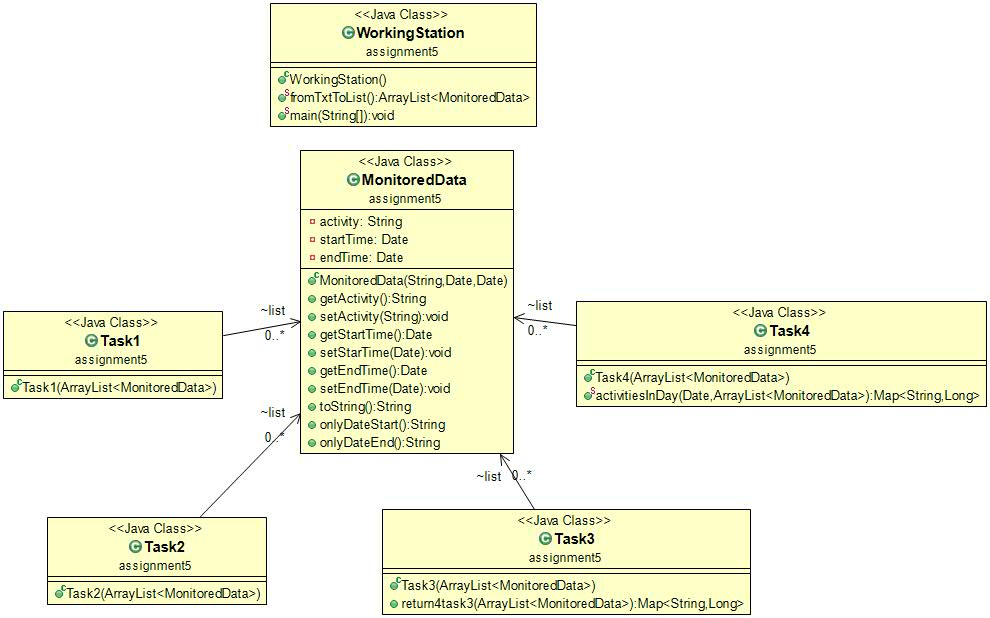 <<Java Class>>
WorkingStation
assignment5
WorkingStation()
fromTxtToList():ArrayList<MonitoredData>
main(String[]):void
<<Java Class>>
MonitoredData
assignment5
activity: String
startTime: Date
endTime: Date
MonitoredData(String,Date,Date)
getActivity():String
setActivity(String):void
getStartTime():Date
setStartTime(Date):void
getEndTime():Date
setEndTime(Date):void
toString():String
onlyDateStart():String
onlyDateEnd():String
~list
0..*
<<Java Class>>
Task1
assignment5
Task1(ArrayList<MonitoredData>)
~list
0..*
<<Java Class>>
Task4
assignment5
Task4(ArrayList<MonitoredData>)
activitiesInDay(Date,ArrayList<MonitoredData>):Map<String,Long>
~list
0..*
<<Java Class>>
Task2
assignment5
Task2(ArrayList<MonitoredData>)
~list
0..*
<<Java Class>>
Task3
assignment5
Task3(ArrayList<MonitoredData>)
return4task3(ArrayList<MonitoredData>):Map<String,Long>